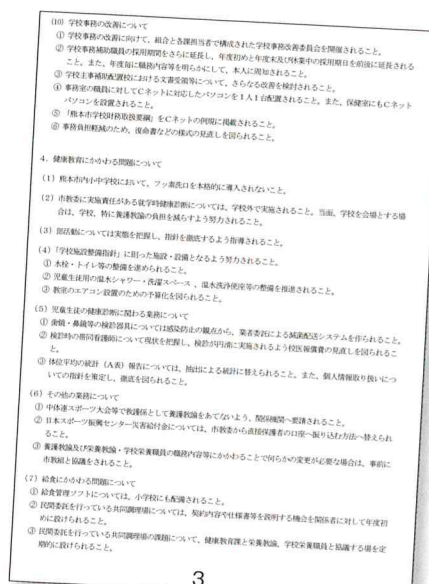 (10) 学校事務の改善について
① 学校事務の改善に向けて、組合と各課担当者で構成された学校事務改善委員会を開催されること。
② 学校事務補助職員の採用期間をさらに延長し、年度初めと年度末及び休業中の採用期日を前後に延長される
こと。また、年度毎に職務内容等を明らかにして、本人に周知されること。
③ 学校主事補助配置校における文書受領等について、さらなる改善を検討されること。
④ 事務室の職員に対してCネットに対応したパソコンを1人1台配置されること。また、保健室にもCネット
パソコンを設置されること。
⑤ 「熊本市学校財務取扱要綱」をCネットの例規に掲載されること。
⑥ 事務負担軽減のため、復命書などの様式の見直しを図られること。
4．健康教育にかかわる問題について
(1) 熊本市内小中学校において、フッ素洗口を本格的に導入されないこと。
(2) 市教委に実施責任がある就学時健康診断については、学校外で実施されること。当面、学校を会場とする場
合は、学校、特に養護教諭の負担を減らすよう努力されること。
(3) 部活動については実態を把握し、指針を徹底するよう指導されること。
(4) 「学校施設整備指針」に則った施設・設備となるよう努力されること。
① 水栓・トイレ等の整備を進められること。
② 児童生徒用の温水シャワー・洗濯スペース、温水洗浄便座等の整備を推進されること。
③ 教室のエアコン設置のための予算化を図られること。
(5) 児童生徒の健康診断に関わる業務について
① 歯鏡・鼻鏡等の検診器具については感染防止の観点から、業者委託による滅菌配送システムを作られること。
② 検診時の帯同看護師について現状を把握し、検診が円滑に実施されるよう校医報償費の見直しを図られるこ
と。
③ 体位平均の統計（A表）報告については、抽出による統計に替えられること。また、個人情報取り扱いにつ
いての指針を策定し、徹底を図られること。
(6) その他の業務について
① 中体連スポーツ大会等で救護係として養護教諭をあてないよう、関係機関へ要請されること。
② 日本スポーツ振興センター災害給付金については、市教委から直接保護者の口座へ振り込む方法へ替えられ
ること。
③ 養護教諭及び栄養教諭・学校栄養職員の職務内容等にかかわることで何らかの変更が必要な場合は、事前に
市教組と協議をされること。
(7) 給食にかかわる問題について
① 給食管理ソフトについては、小学校にも配備されること。
② 民間委託を行っている共同調理場については、契約内容や仕様書等を説明する機会を関係者に対して年度初
めに設けられること。
③ 民間委託を行っている共同調理場の課題について、健康教育課と栄養教諭、学校栄養職員と協議する場を定
期的に設けられること。
3